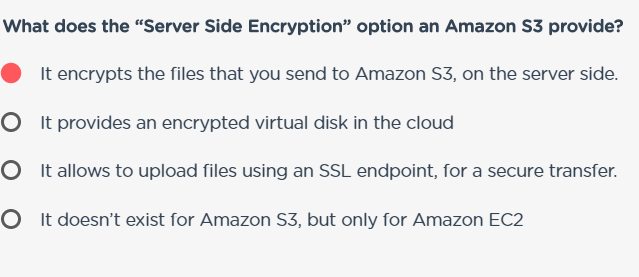 What does the “Server Side Encryption” option an Amazon S3 provide?
It encrypts the files that you send to Amazon S3, on the server side.
It provides an encrypted virtual disk in the cloud
It allows to upload files using an SSL endpoint, for a secure transfer.
It doesn’t exist for Amazon S3, but only for Amazon EC2